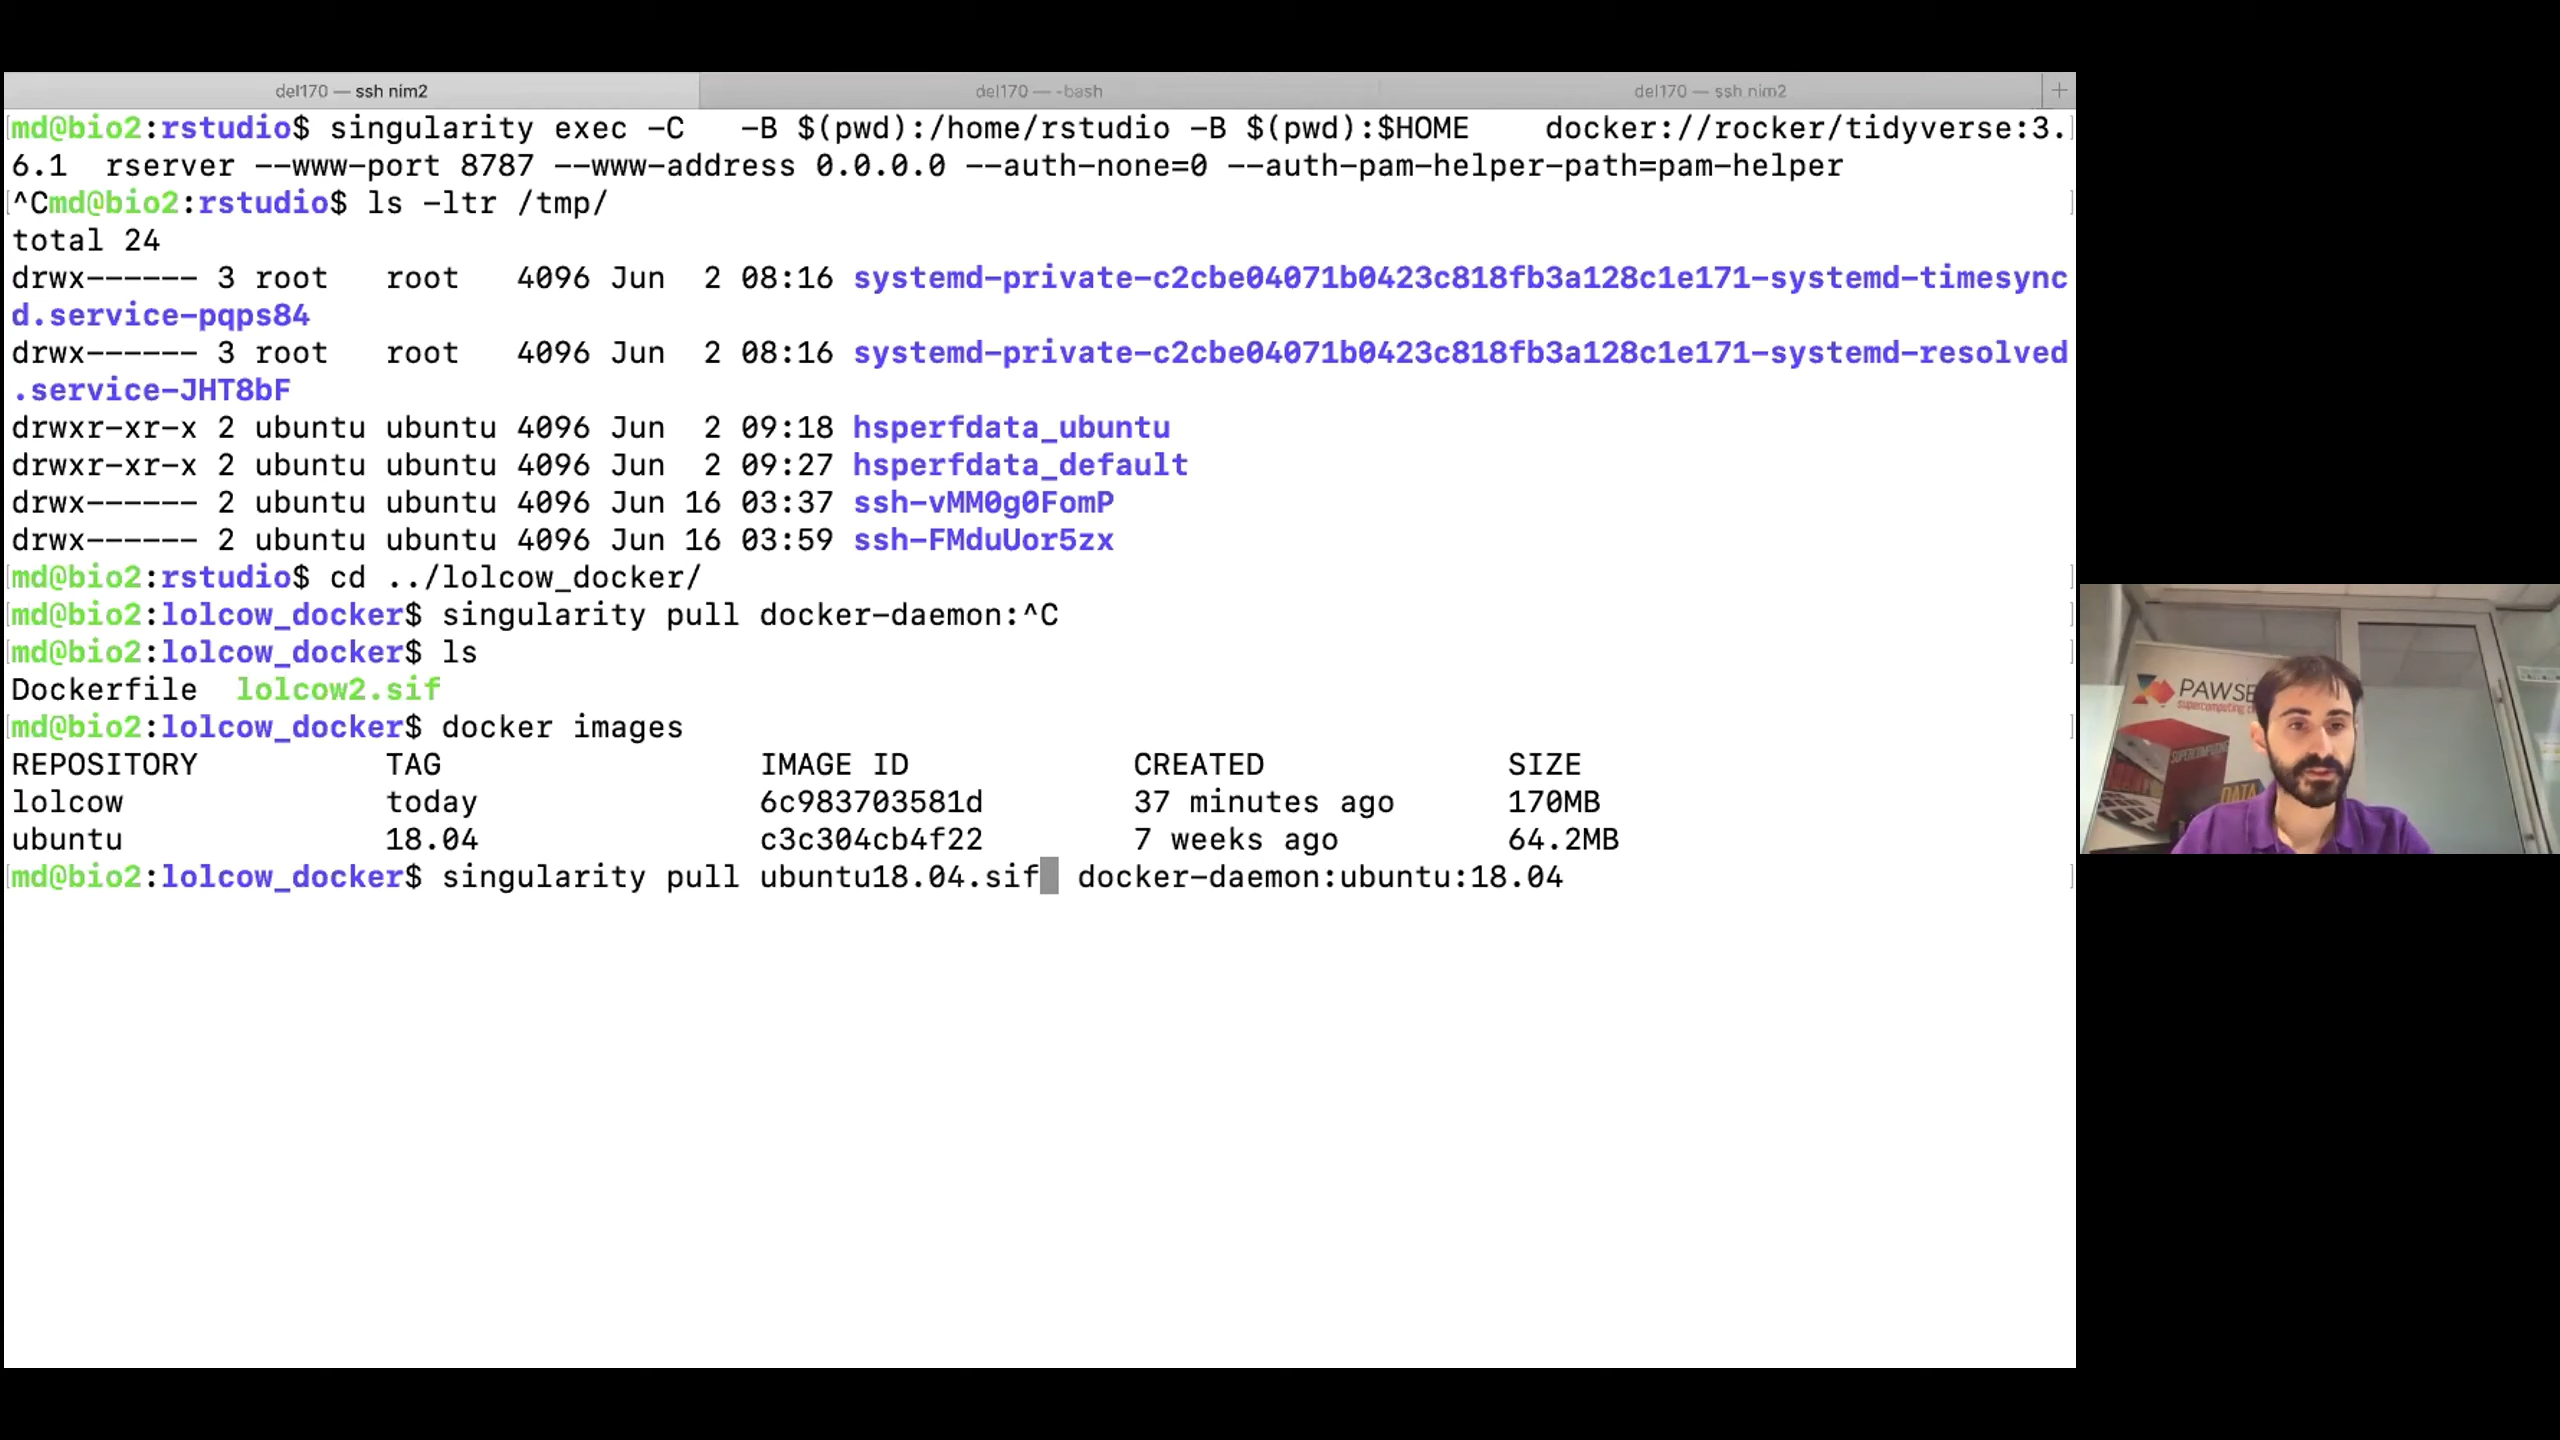 del170 — ssh nim2
del170 — -bash
del170 — ssh nim2
md@bio2:rstudio$ singularity exec -C   -B $(pwd):/home/rstudio -B $(pwd):$HOME    docker://rocker/tidyverse:3.
6.1  rserver --www-port 8787 --www-address 0.0.0.0 --auth-none=0 --auth-pam-helper-path=pam-helper
^Cmd@bio2:rstudio$ ls -ltr /tmp/
total 24
drwx------ 3 root   root   4096 Jun  2 08:16 systemd-private-c2cbe04071b0423c818fb3a128c1e171-systemd-timesync
d.service-pqps84
drwx------ 3 root   root   4096 Jun  2 08:16 systemd-private-c2cbe04071b0423c818fb3a128c1e171-systemd-resolved
.service-JHT8bF
drwxr-xr-x 2 ubuntu ubuntu 4096 Jun  2 09:18 hsperfdata_ubuntu
drwxr-xr-x 2 ubuntu ubuntu 4096 Jun  2 09:27 hsperfdata_default
drwx------ 2 ubuntu ubuntu 4096 Jun 16 03:37 ssh-vMM0g0FomP
drwx------ 2 ubuntu ubuntu 4096 Jun 16 03:59 ssh-FMduUor5zx
md@bio2:rstudio$ cd ../lolcow_docker/
md@bio2:lolcow_docker$ singularity pull docker-daemon:^C
md@bio2:lolcow_docker$ ls
Dockerfile  lolcow2.sif
md@bio2:lolcow_docker$ docker images
REPOSITORY          TAG                 IMAGE ID            CREATED             SIZE
lolcow              today               6c983703581d        37 minutes ago      170MB
ubuntu              18.04               c3c304cb4f22        7 weeks ago         64.2MB
md@bio2:lolcow_docker$ singularity pull ubuntu18.04.sif docker-daemon:ubuntu:18.04
PAWSE
supercomputing
SUPERCOMPUTING
DATA